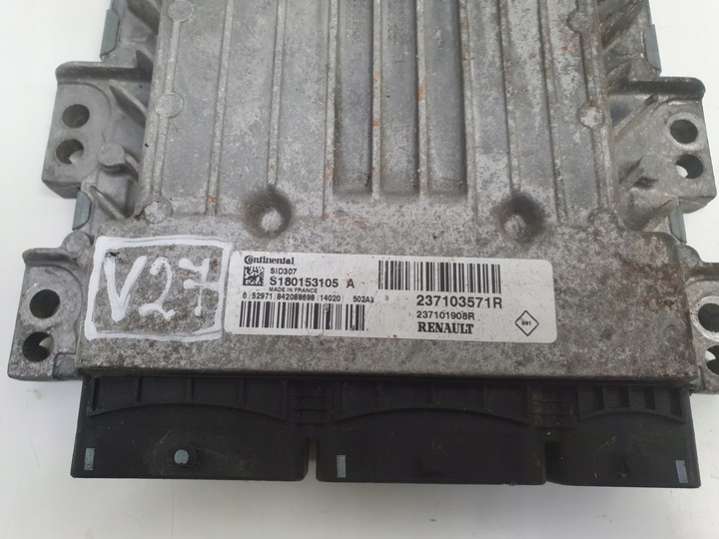 V27
Continental
SID307
S180153105 A
MADE IN FRANCE
237103571R
237101908R
RENAULT